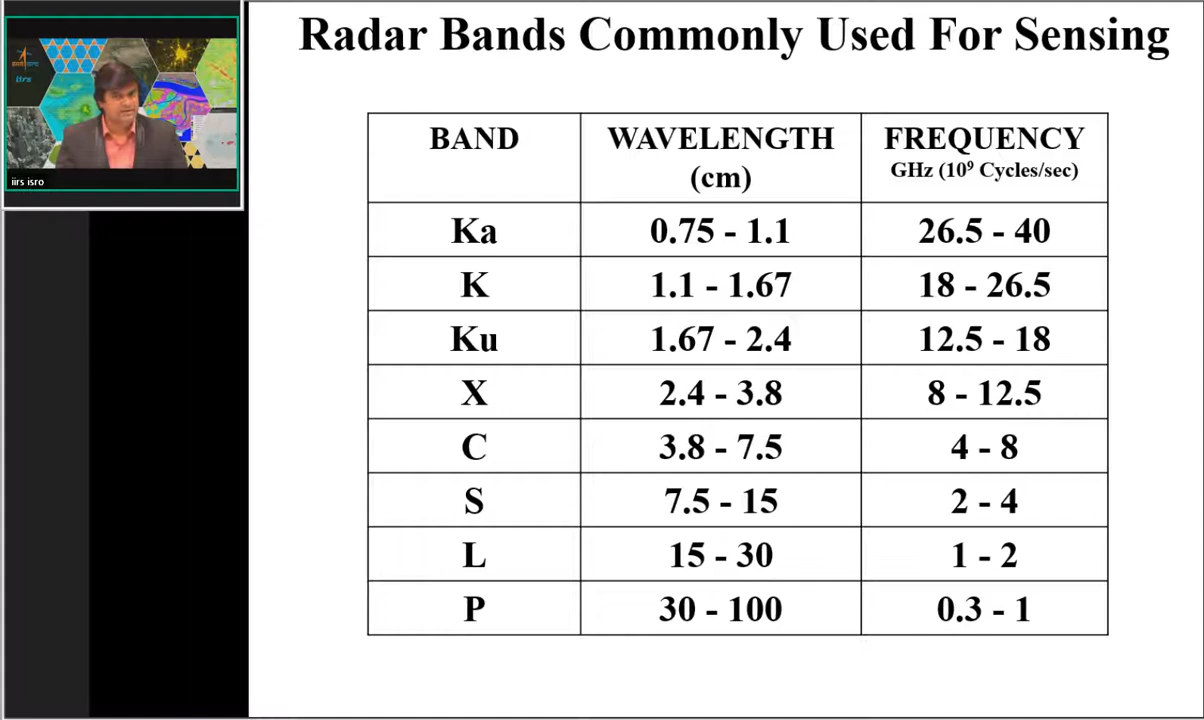 Radar Bands Commonly Used For Sensing
iirs
iirs isro
BAND WAVELENGTH (cm) FREQUENCY GHz (10⁹ Cycles/sec)
Ka 0.75 - 1.1 26.5 - 40
K 1.1 - 1.67 18 - 26.5
Ku 1.67 - 2.4 12.5 - 18
X 2.4 - 3.8 8 - 12.5
C 3.8 - 7.5 4 - 8
S 7.5 - 15 2 - 4
L 15 - 30 1 - 2
P 30 - 100 0.3 - 1